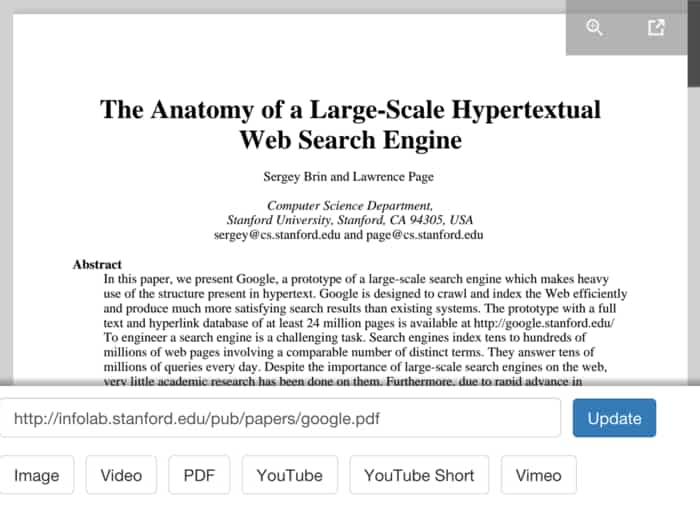 The Anatomy of a Large-Scale Hypertextual
Web Search Engine
Sergey Brin and Lawrence Page
Computer Science Department,
Stanford University, Stanford, CA 94305, USA
sergey@cs.stanford.edu and page@cs.stanford.edu
Abstract
In this paper, we present Google, a prototype of a large-scale search engine which makes heavy
use of the structure present in hypertext. Google is designed to crawl and index the Web efficiently
and produce much more satisfying search results than existing systems. The prototype with a full
text and hyperlink database of at least 24 million pages is available at http://google.stanford.edu/
To engineer a search engine is a challenging task. Search engines index tens to hundreds of
millions of web pages involving a comparable number of distinct terms. They answer tens of
millions of queries every day. Despite the importance of large-scale search engines on the web,
very little academic research has been done on them. Furthermore, due to rapid advance in
http://infolab.stanford.edu/pub/papers/google.pdf
Update
Image
Video
PDF
YouTube
YouTube Short
Vimeo